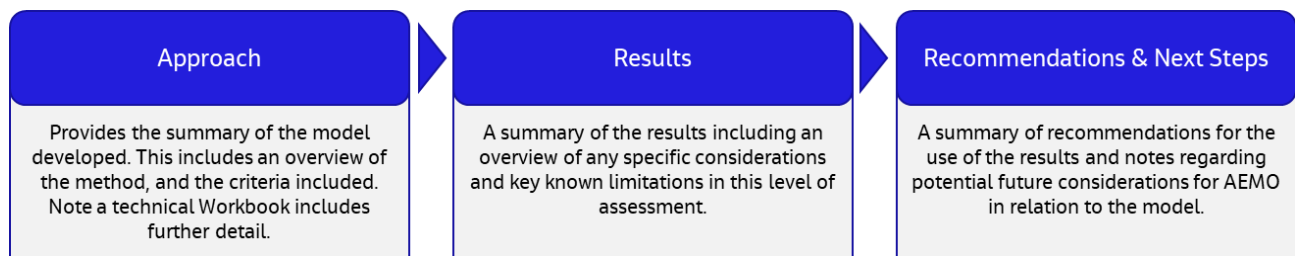 Approach
Provides the summary of the model
developed. This includes an overview of
the method, and the criteria included.
Note a technical Workbook includes
further detail.
Results
A summary of the results including an
overview of any specific considerations
and key known limitations in this level of
assessment.
Recommendations & Next Steps
A summary of recommendations for the
use of the results and notes regarding
potential future considerations for AEMO
in relation to the model.